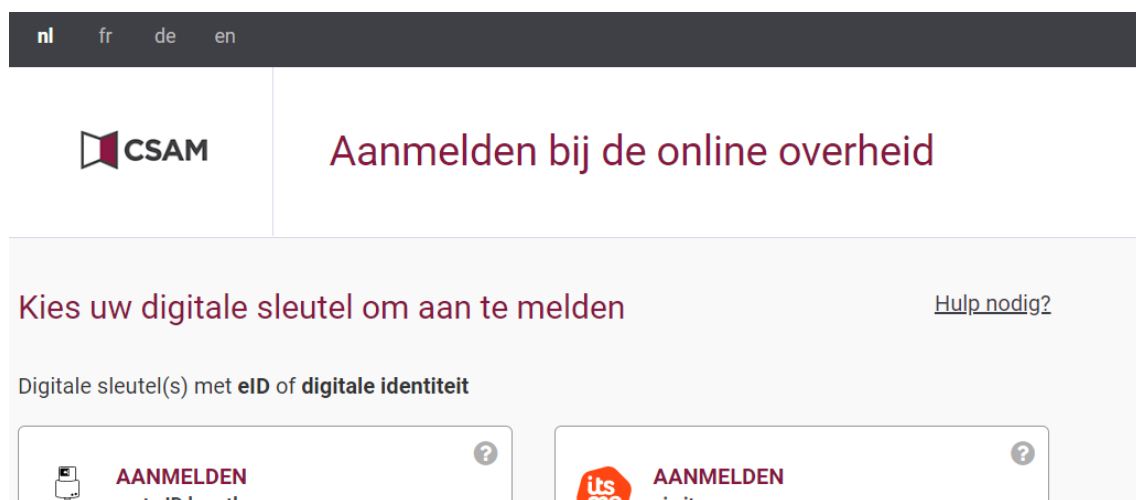 nl fr de en
CSAM
Aanmelden bij de online overheid
Kies uw digitale sleutel om aan te melden
Hulp nodig?
Digitale sleutel(s) met eID of digitale identiteit
?
?
AANMELDEN
its
AANMELDEN